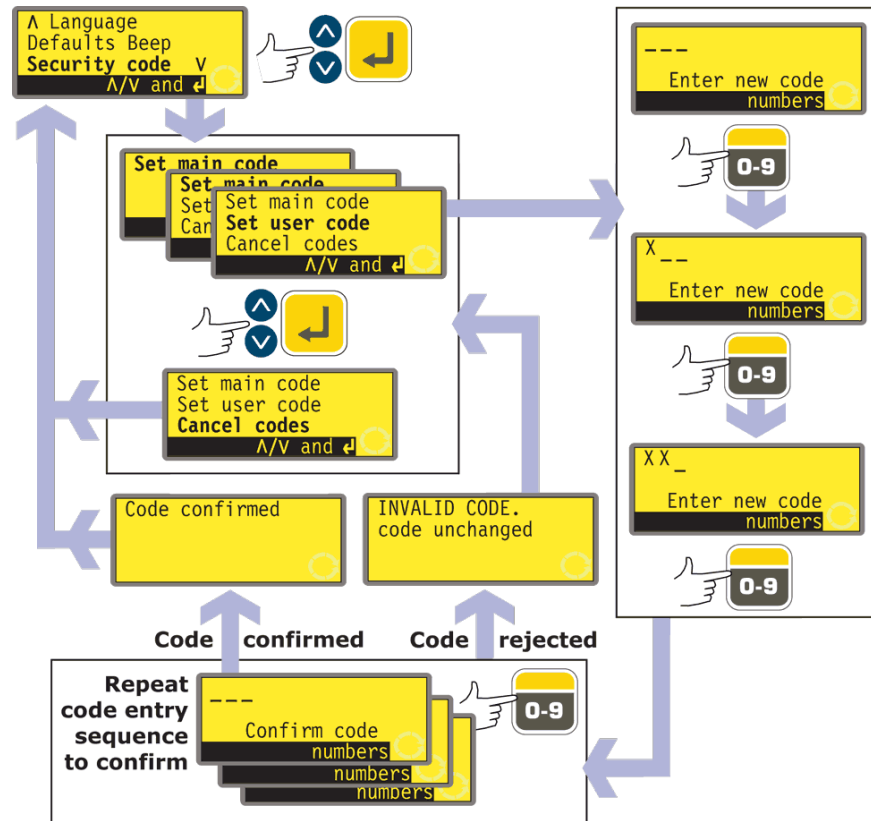 Λ Language
Defaults Beep
Security code V
Λ/V and ↲
Set main code
Set main code
Set
Can
Set main code
Set user code
Cancel codes
Λ/V and ↲
Set main code
Set user code
Cancel codes
Λ/V and ↲
Code confirmed
INVALID CODE.
code unchanged
Code confirmed
Code rejected
Repeat
code entry
sequence
to confirm
___
Confirm code
numbers
numbers
numbers
0-9
___
Enter new code
numbers
0-9
X__
Enter new code
numbers
0-9
XX_
Enter new code
numbers
0-9